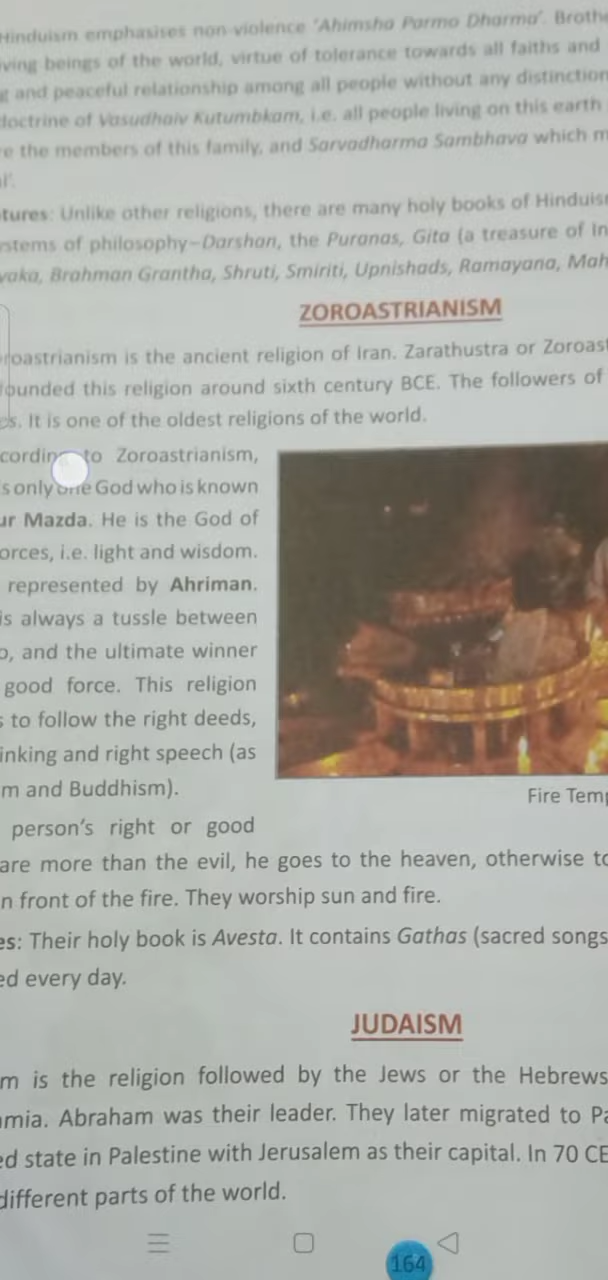 Hinduism emphasises non-violence 'Ahimsha Parmo Dharma'. Broth
ving beings of the world, virtue of tolerance towards all faiths and
g and peaceful relationship among all people without any distinction
doctrine of Vasudhaiv Kutumbkam, i.e. all people living on this earth
e the members of this family, and Sarvadharma Sambhava which m
l'.
tures: Unlike other religions, there are many holy books of Hinduis
ystems of philosophy–Darshan, the Puranas, Gita (a treasure of In
yaka, Brahman Grantha, Shruti, Smiriti, Upnishads, Ramayana, Mah
ZOROASTRIANISM
roastrianism is the ancient religion of Iran. Zarathustra or Zoroast
founded this religion around sixth century BCE. The followers of
es. It is one of the oldest religions of the world.
cording to Zoroastrianism,
s only one God who is known
ur Mazda. He is the God of
orces, i.e. light and wisdom.
represented by Ahriman.
is always a tussle between
o, and the ultimate winner
good force. This religion
s to follow the right deeds,
inking and right speech (as
m and Buddhism).
Fire Temp
person's right or good
are more than the evil, he goes to the heaven, otherwise to
n front of the fire. They worship sun and fire.
es: Their holy book is Avesta. It contains Gathas (sacred songs
ed every day.
JUDAISM
m is the religion followed by the Jews or the Hebrews
amia. Abraham was their leader. They later migrated to Pa
ed state in Palestine with Jerusalem as their capital. In 70 CE
different parts of the world.
164